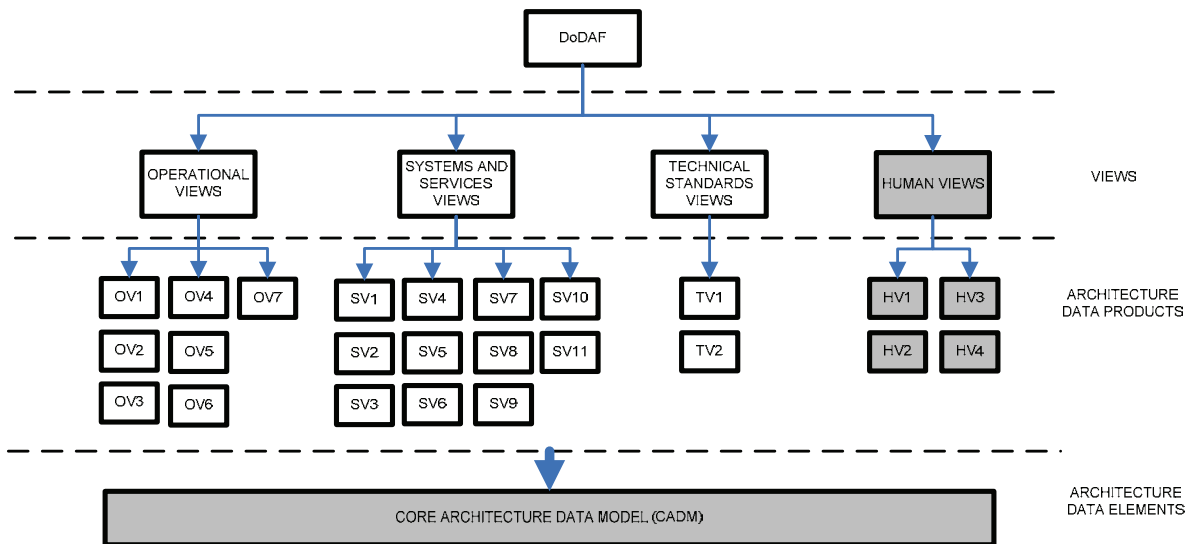 DoDAF
OPERATIONAL
VIEWS
SYSTEMS AND
SERVICES
VIEWS
TECHNICAL
STANDARDS
VIEWS
HUMAN VIEWS
VIEWS
OV1
OV4
OV7
SV1
SV4
SV7
SV10
TV1
HV1
HV3
ARCHITECTURE
DATA PRODUCTS
OV2
OV5
SV2
SV5
SV8
SV11
TV2
HV2
HV4
OV3
OV6
SV3
SV6
SV9
CORE ARCHITECTURE DATA MODEL (CADM)
ARCHITECTURE
DATA ELEMENTS